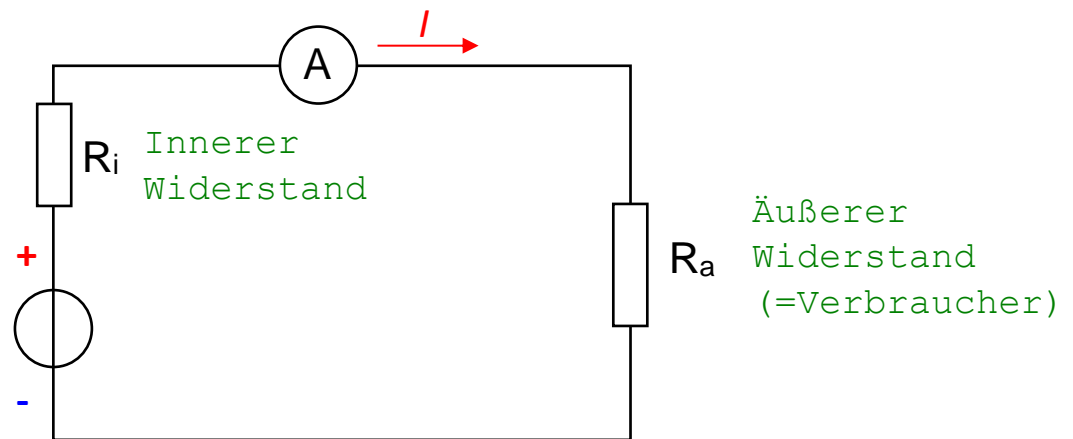 I
A
Ri
Innerer
Widerstand
+
-
Ra
Äußerer
Widerstand
(=Verbraucher)